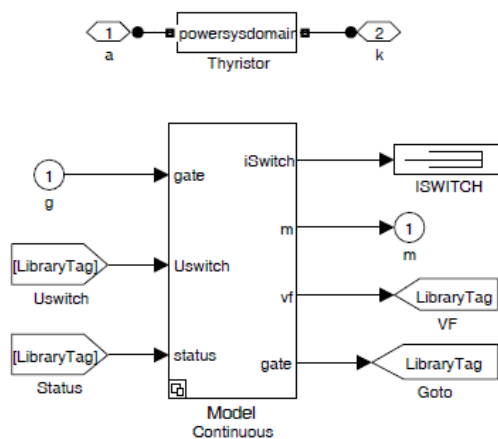 1
powersysdomain
2
a
Thyristor
k
1
gate
iSwitch
ISWITCH
g
m
1
m
[LibraryTag]
Uswitch
Uswitch
vf
LibraryTag
VF
[LibraryTag]
status
Status
gate
LibraryTag
Goto
Model
Continuous